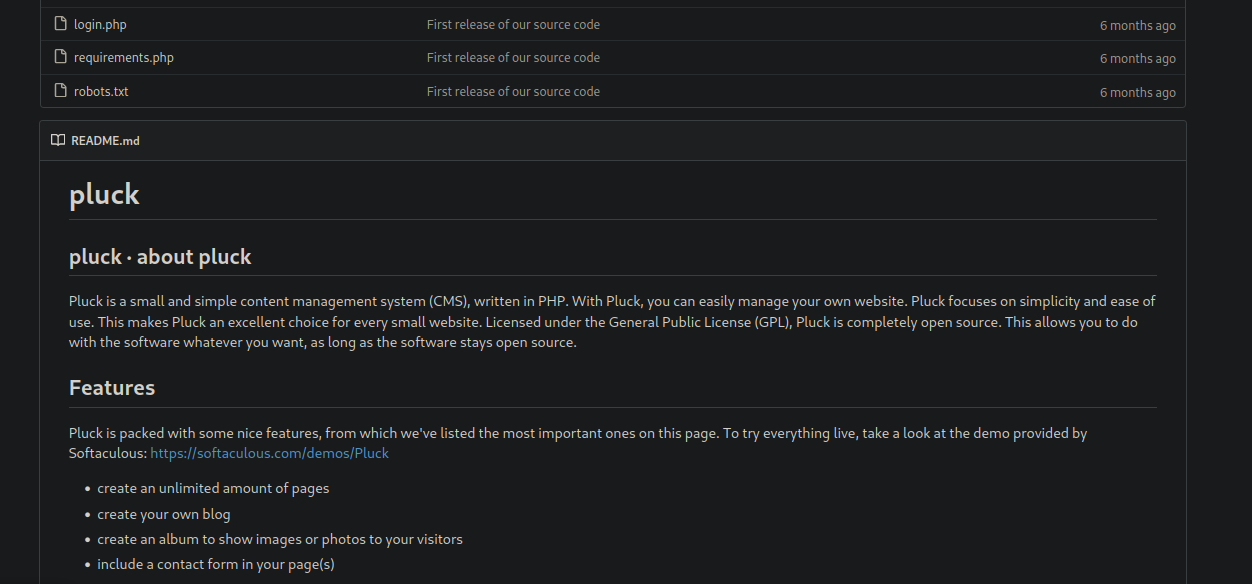 login.php First release of our source code 6 months ago
requirements.php First release of our source code 6 months ago
robots.txt First release of our source code 6 months ago
README.md
pluck
pluck · about pluck
Pluck is a small and simple content management system (CMS), written in PHP. With Pluck, you can easily manage your own website. Pluck focuses on simplicity and ease of
use. This makes Pluck an excellent choice for every small website. Licensed under the General Public License (GPL), Pluck is completely open source. This allows you to do
with the software whatever you want, as long as the software stays open source.
Features
Pluck is packed with some nice features, from which we've listed the most important ones on this page. To try everything live, take a look at the demo provided by
Softaculous: https://softaculous.com/demos/Pluck
• create an unlimited amount of pages
• create your own blog
• create an album to show images or photos to your visitors
• include a contact form in your page(s)